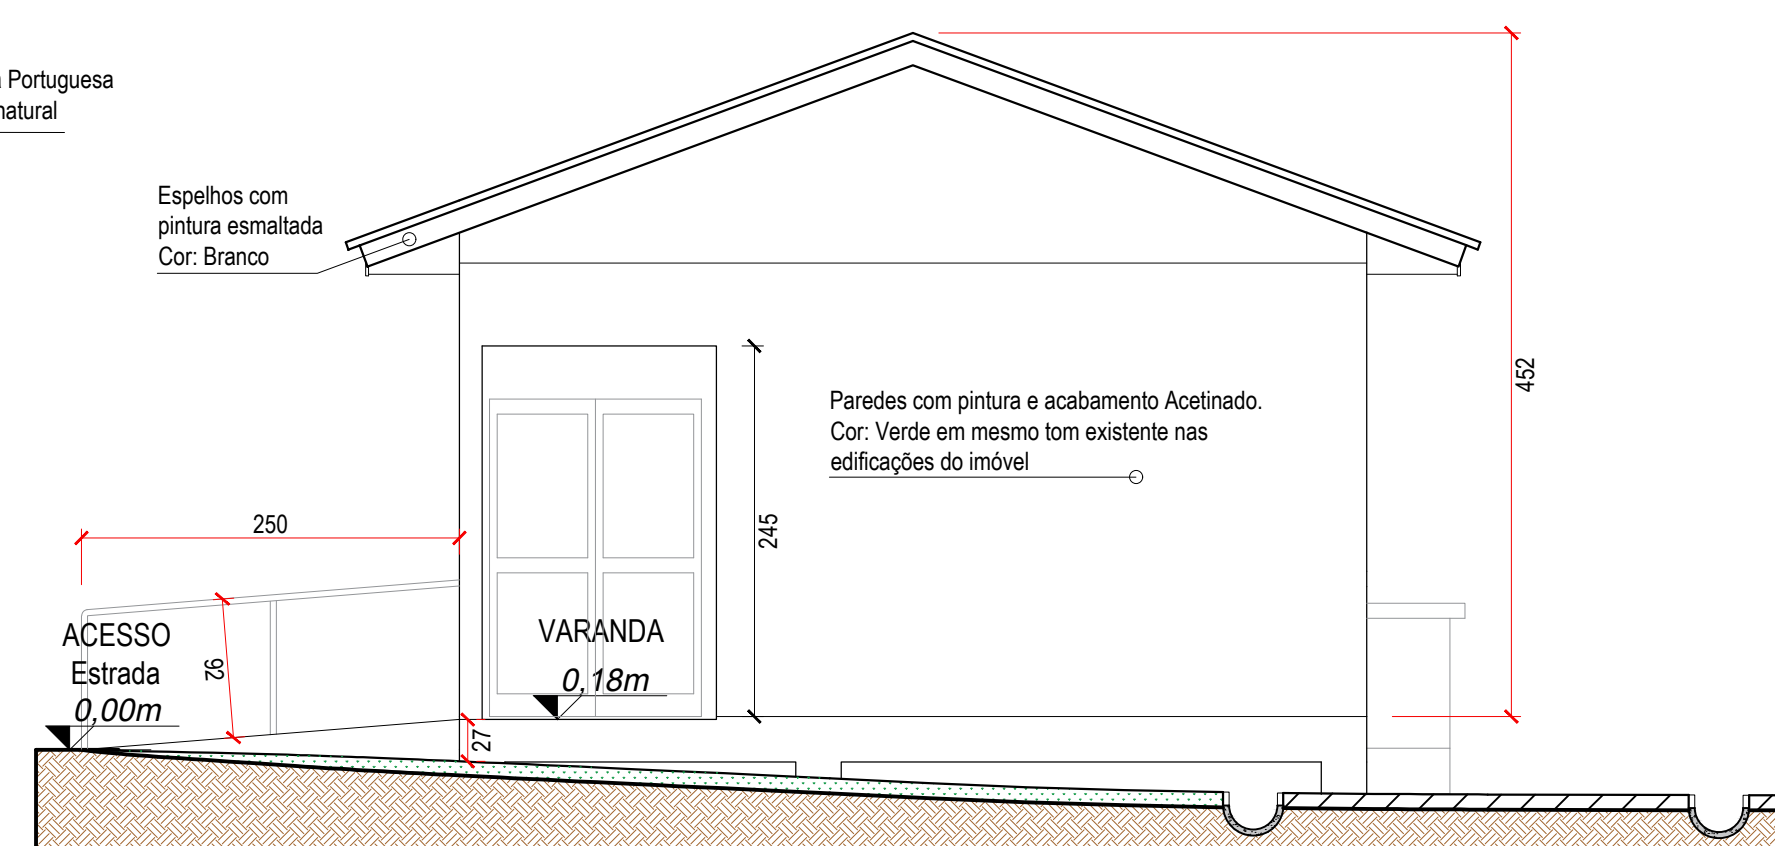 Portuguesa
natural
Espelhos com
pintura esmaltada
Cor: Branco
452
Paredes com pintura e acabamento Acetinado.
Cor: Verde em mesmo tom existente nas
edificações do imóvel
250
245
ACESSO
Estrada
0,00m
92
VARANDA
0,18m
27